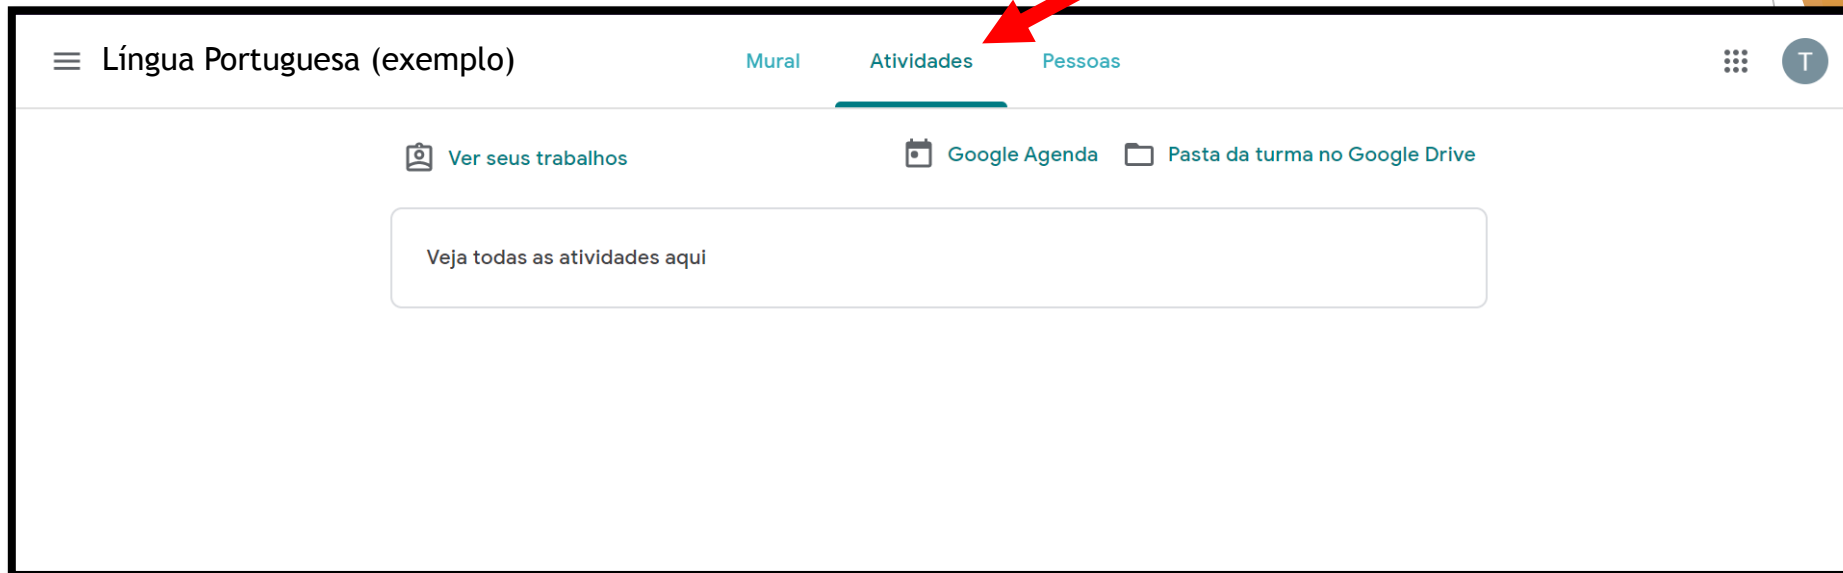 Língua Portuguesa (exemplo) Mural Atividades Pessoas T
Ver seus trabalhos Google Agenda Pasta da turma no Google Drive
Veja todas as atividades aqui